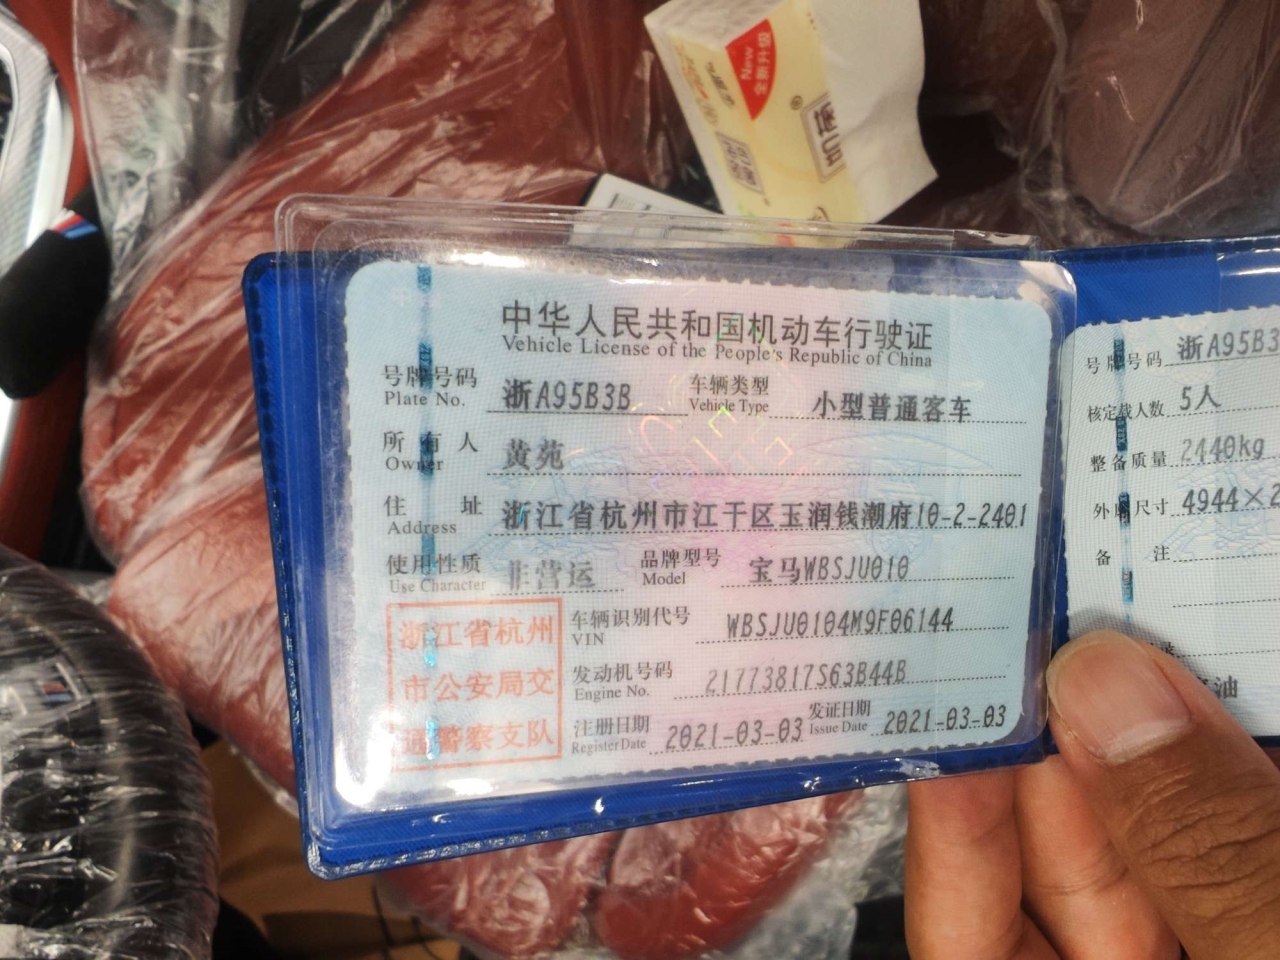 New
全新升级
中华人民共和国机动车行驶证
Vehicle License of the People's Republic of China
号牌号码 浙A95B3B 车辆类型 小型普通客车
Plate No. Vehicle Type
所有人 黄苑
Owner
住址 浙江省杭州市江干区玉润钱潮府10-2-2401
Address
使用性质 非营运 品牌型号 宝马WBSJU010
Use Character Model
浙江省杭州
市公安局交
通警察支队
车辆识别代号 WBSJU0104M9F06144
VIN
发动机号码 21773817S63B44B
Engine No.
注册日期 2021-03-03 发证日期 2021-03-03
Register Date Issue Date
号牌号码 浙A95B3
核定载人数 5人
整备质量 2440kg
外廓尺寸 4944×2
备注
油